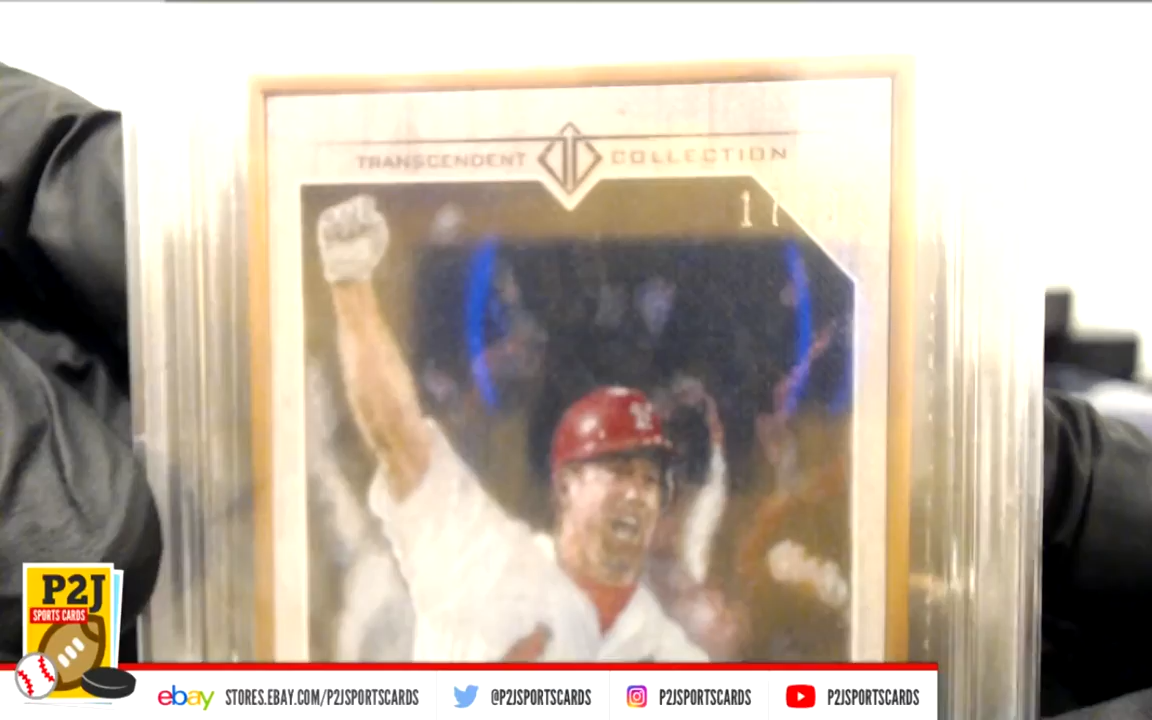 TRANSCENDENT COLLECTION
P2J
SPORTS CARDS
ebay STORES.EBAY.COM/P2JSPORTSCARDS
@P2JSPORTSCARDS
P2JSPORTSCARDS
P2JSPORTSCARDS